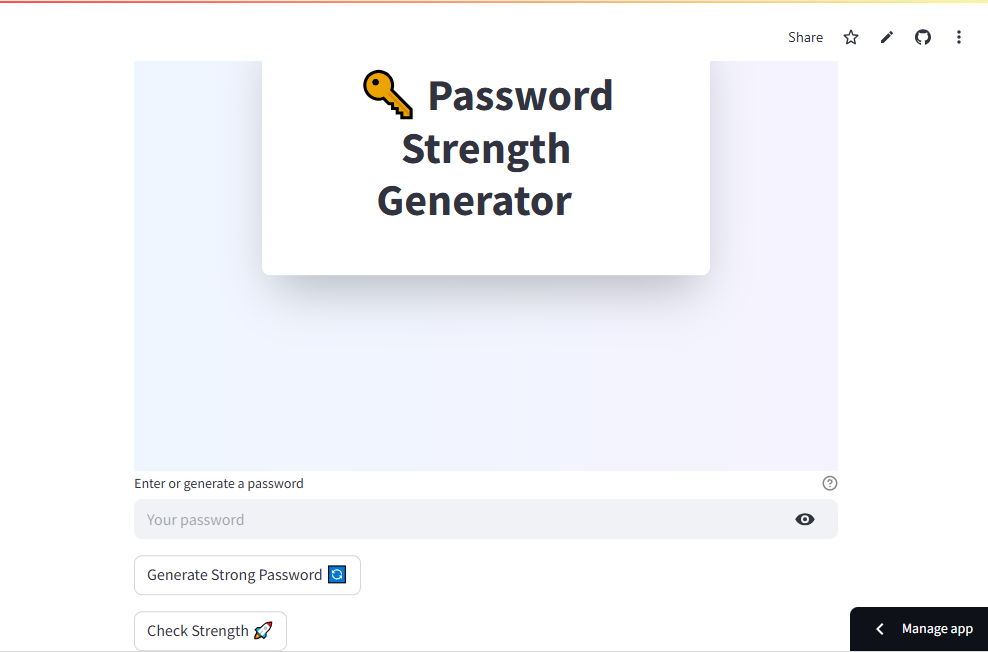 Share
Password
Strength
Generator
Enter or generate a password
Your password
Generate Strong Password
Check Strength
Manage app